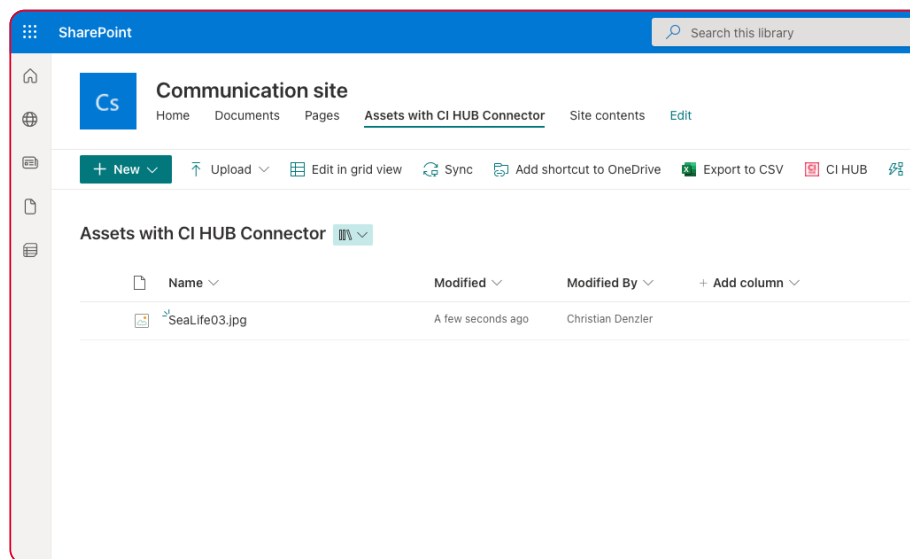 SharePoint
Search this library
Cs
Communication site
Home Documents Pages Assets with CI HUB Connector Site contents Edit
+ New Upload Edit in grid view Sync Add shortcut to OneDrive Export to CSV CI HUB
Assets with CI HUB Connector
Name Modified Modified By + Add column
SeaLife03.jpg A few seconds ago Christian Denzler